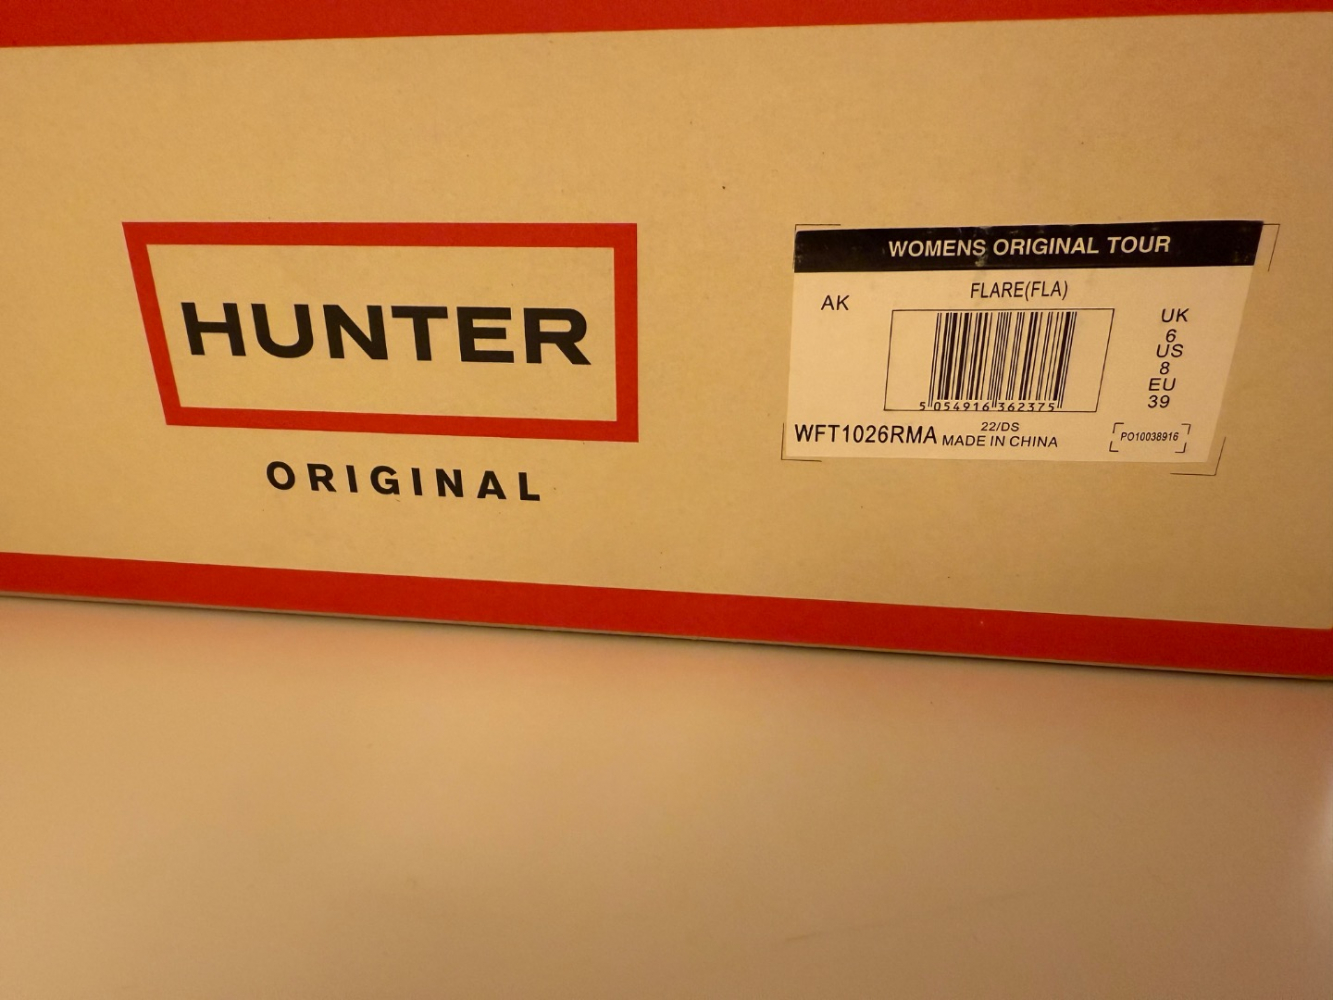 HUNTER
ORIGINAL
WOMENS ORIGINAL TOUR
FLARE(FLA)
AK
UK
6
US
8
EU
39
5 054916 362375
22/DS
WFT1026RMA MADE IN CHINA
PO10038916